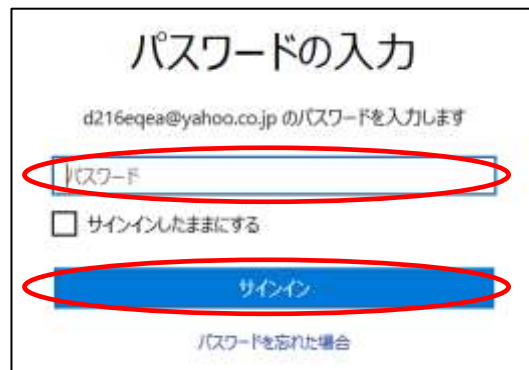 パスワードの入力
d216eqea@yahoo.co.jp のパスワードを入力します
パスワード
サインインしたままにする
サインイン
パスワードを忘れた場合